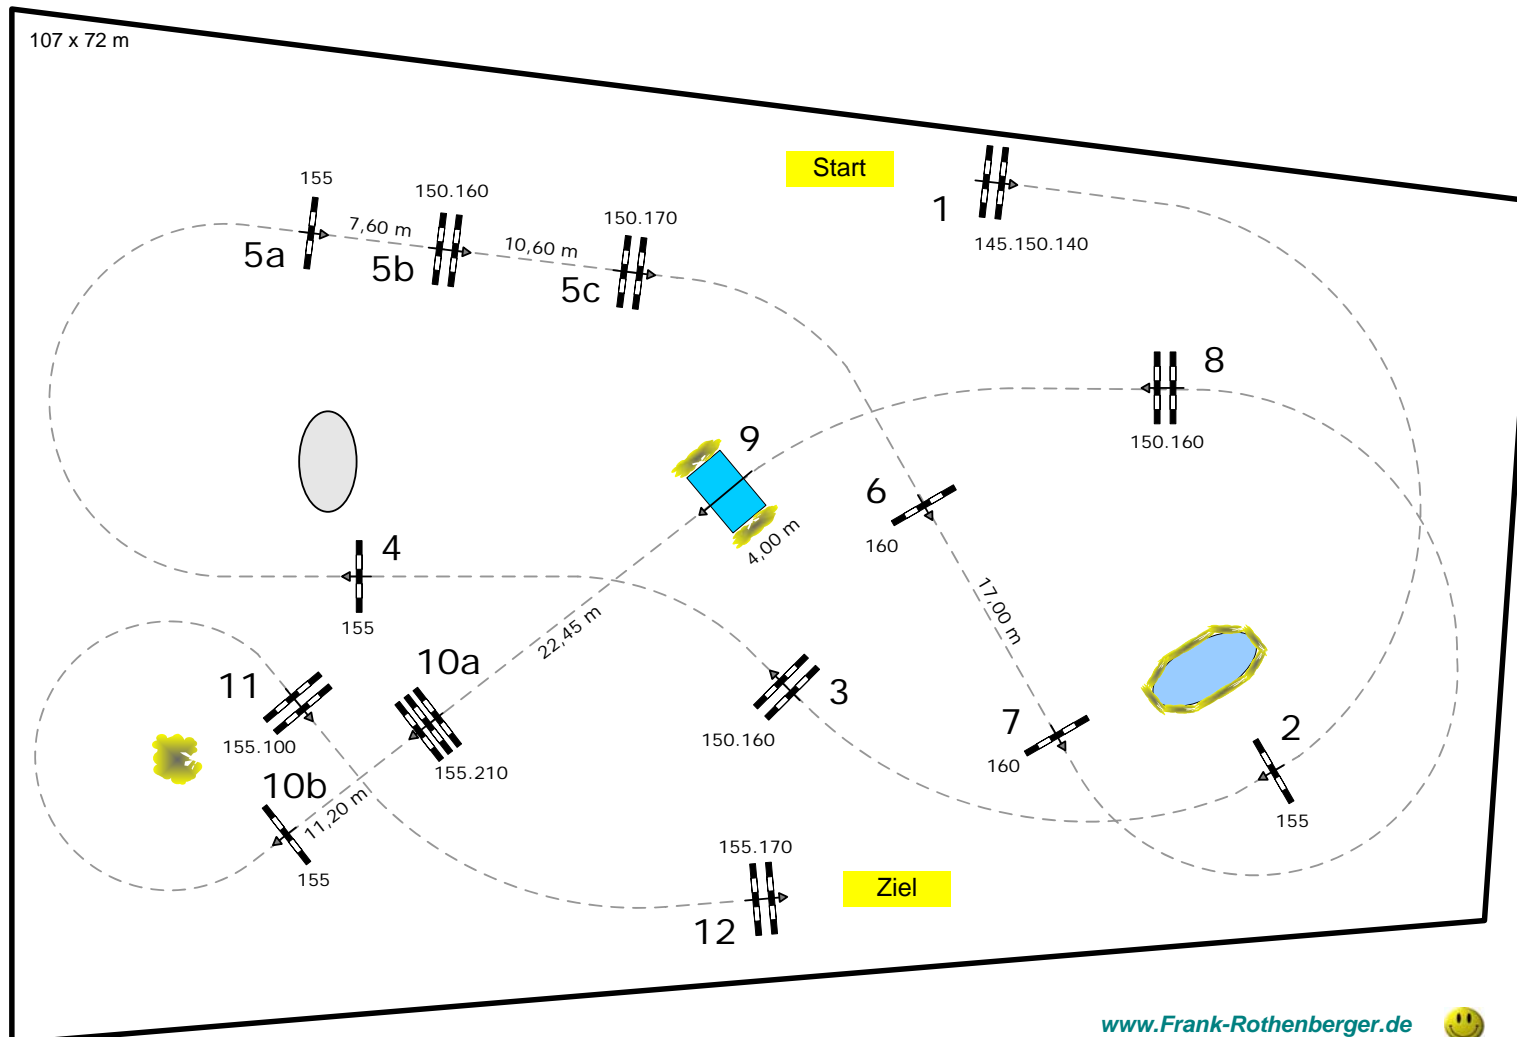 107 x 72 m
Start
155
150.160
7,60 m
150.170
10,60 m
5a
5b
5c
1
145.150.140
8
150.160
9
4,00 m
6
160
4
155
22,45 m
17,00 m
10a
11
155.100
155.210
3
150.160
7
160
2
155
10b
11,20 m
155
155.170
12
Ziel
www.Frank-Rothenberger.de